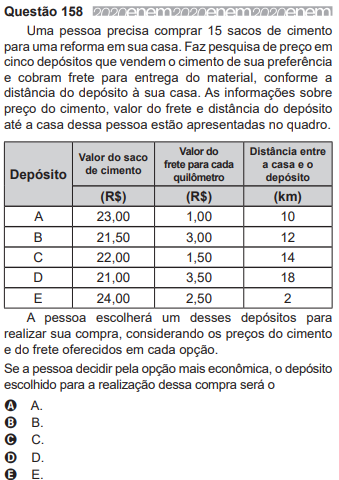 Questão 158 2020enem2020enem2020enem
Uma pessoa precisa comprar 15 sacos de cimento
para uma reforma em sua casa. Faz pesquisa de preço em
cinco depósitos que vendem o cimento de sua preferência
e cobram frete para entrega do material, conforme a
distância do depósito à sua casa. As informações sobre
preço do cimento, valor do frete e distância do depósito
até a casa dessa pessoa estão apresentadas no quadro.
Depósito Valor do saco de cimento Valor do frete para cada quilômetro Distância entre a casa e o depósito
(R$) (R$) (km)
A 23,00 1,00 10
B 21,50 3,00 12
C 22,00 1,50 14
D 21,00 3,50 18
E 24,00 2,50 2
A pessoa escolherá um desses depósitos para
realizar sua compra, considerando os preços do cimento
e do frete oferecidos em cada opção.
Se a pessoa decidir pela opção mais econômica, o depósito
escolhido para a realização dessa compra será o
A A.
B B.
C C.
D D.
E E.